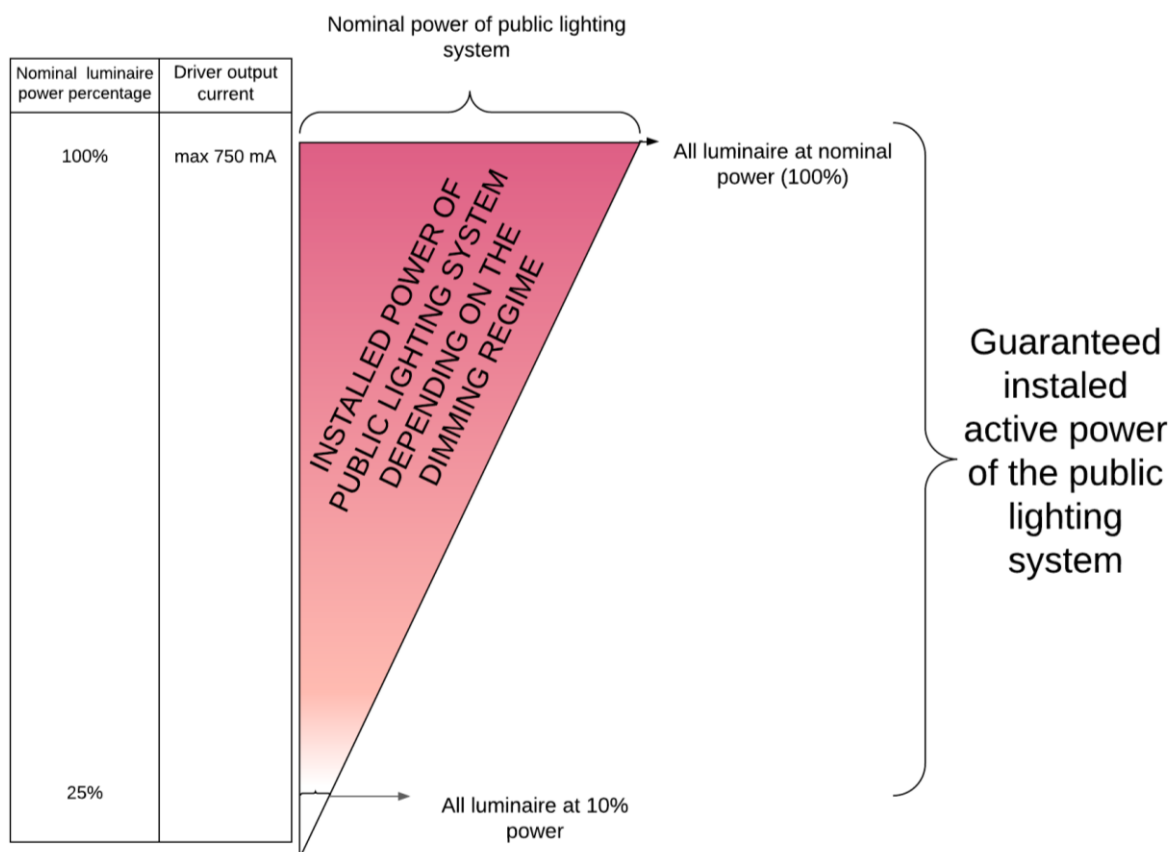 Nominal power of public lighting
system
Nominal luminaire
power percentage
Driver output
current
100%
max 750 mA
All luminaire at nominal
power (100%)
INSTALLED POWER OF
PUBLIC LIGHTING SYSTEM
DEPENDING ON THE
DIMMING REGIME
Guaranteed
instaled
active power
of the public
lighting
system
25%
All luminaire at 10%
power